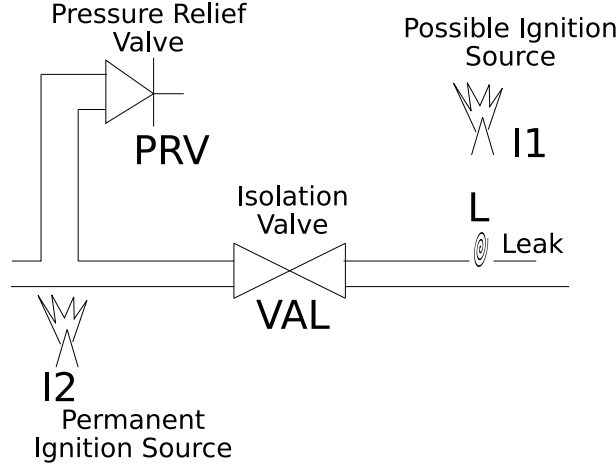 Pressure Relief
Valve
PRV
Possible Ignition
Source
I1
Isolation
Valve
VAL
L
Leak
I2
Permanent
Ignition Source